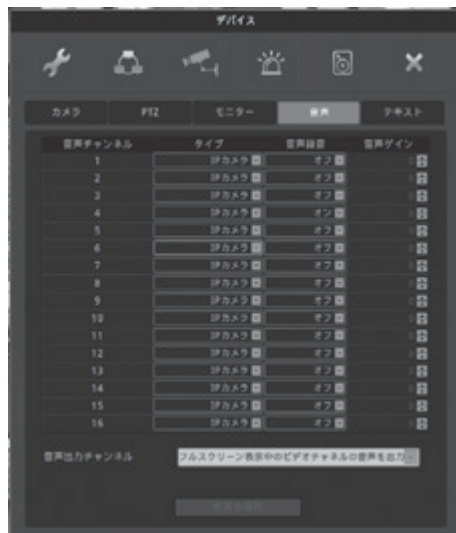 デバイス
カメラ PTZ モニター 音声 テキスト
音声チャンネル タイプ 音声録音 音声ゲイン
1 IPカメラ オフ
2 IPカメラ オフ
3 IPカメラ オフ
4 IPカメラ オン
5 IPカメラ オフ
6 IPカメラ オフ
7 IPカメラ オフ
8 IPカメラ オフ
9 IPカメラ オフ
10 IPカメラ オフ
11 IPカメラ オフ
12 IPカメラ オフ
13 IPカメラ オフ
14 IPカメラ オフ
15 IPカメラ オフ
16 IPカメラ オフ
音声出力チャンネル フルスクリーン表示中のビデオチャネルの音声を出力